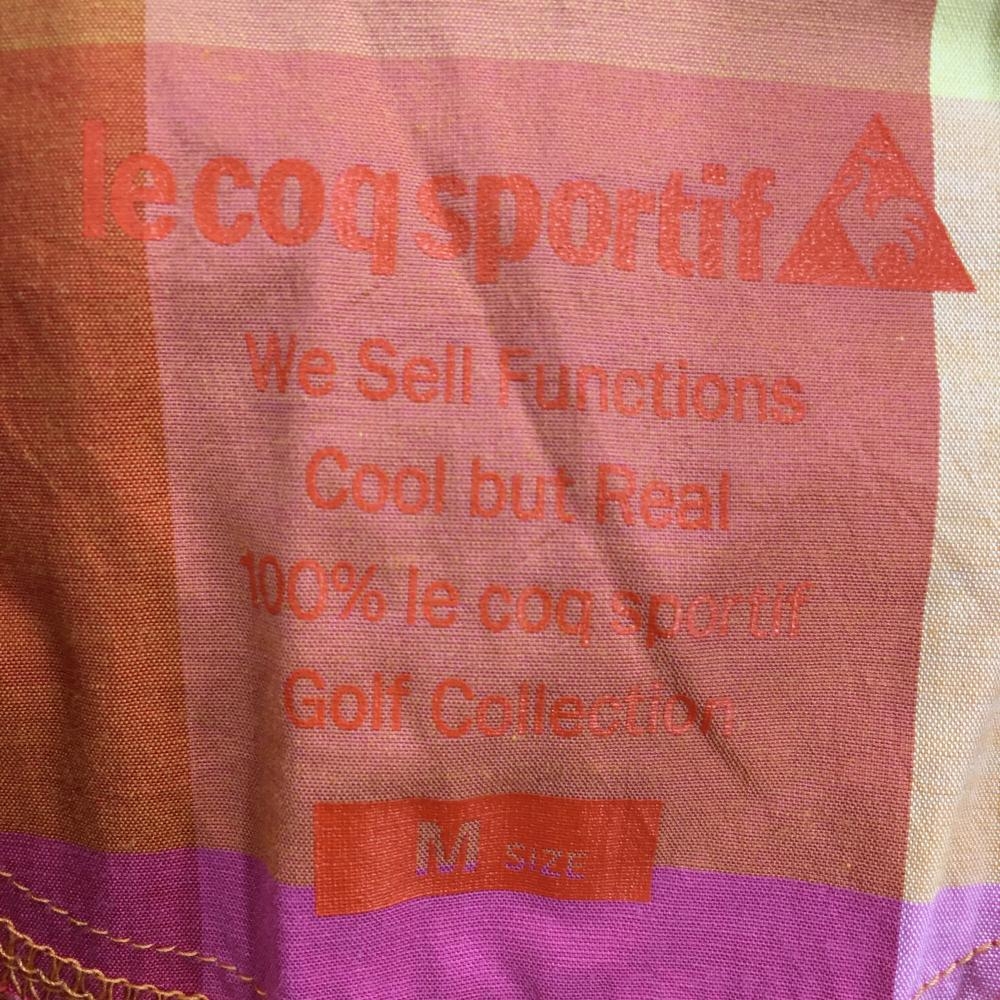 le coq sportif
We Sell Functions
Cool but Real
100% le coq sportif
Golf Collection
M SIZE